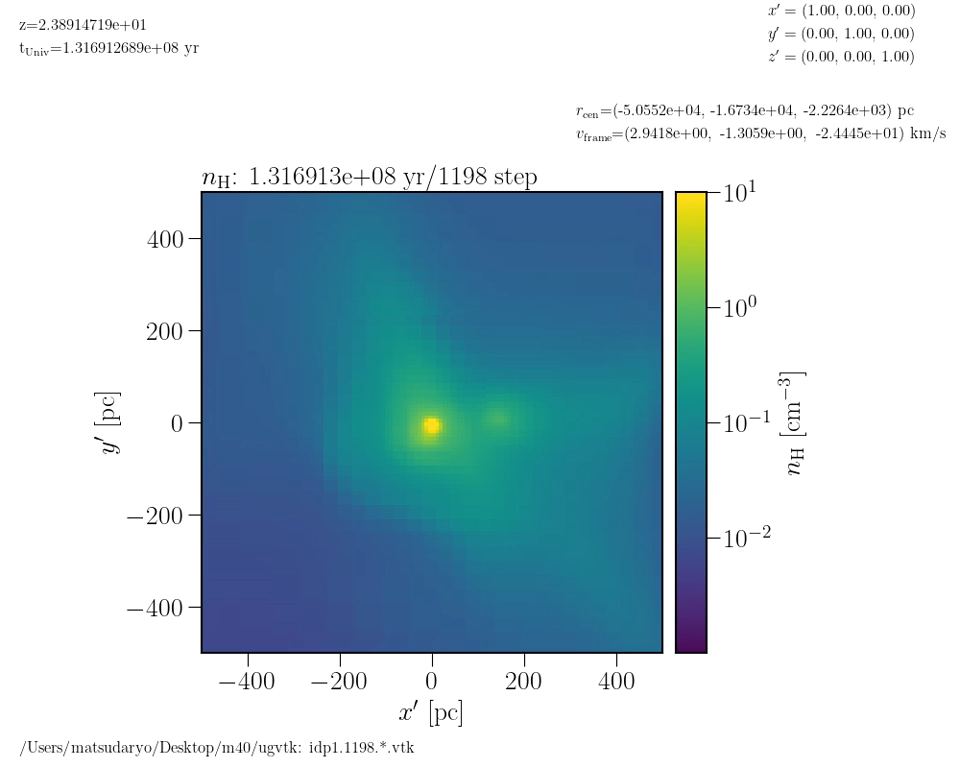 z=2.38914719e+01
t_Univ=1.316912689e+08 yr
x′ = (1.00, 0.00, 0.00)
y′ = (0.00, 1.00, 0.00)
z′ = (0.00, 0.00, 1.00)
r_cen=(-5.0552e+04, -1.6734e+04, -2.2264e+03) pc
v_frame=(2.9418e+00, -1.3059e+00, -2.4445e+01) km/s
n_H: 1.316913e+08 yr/1198 step
400
200
0
−200
−400
y′ [pc]
−400 −200 0 200 400
x′ [pc]
10¹
10⁰
10⁻¹
10⁻²
n_H [cm⁻³]
/Users/matsudaryo/Desktop/m40/ugvtk: idp1.1198.*.vtk